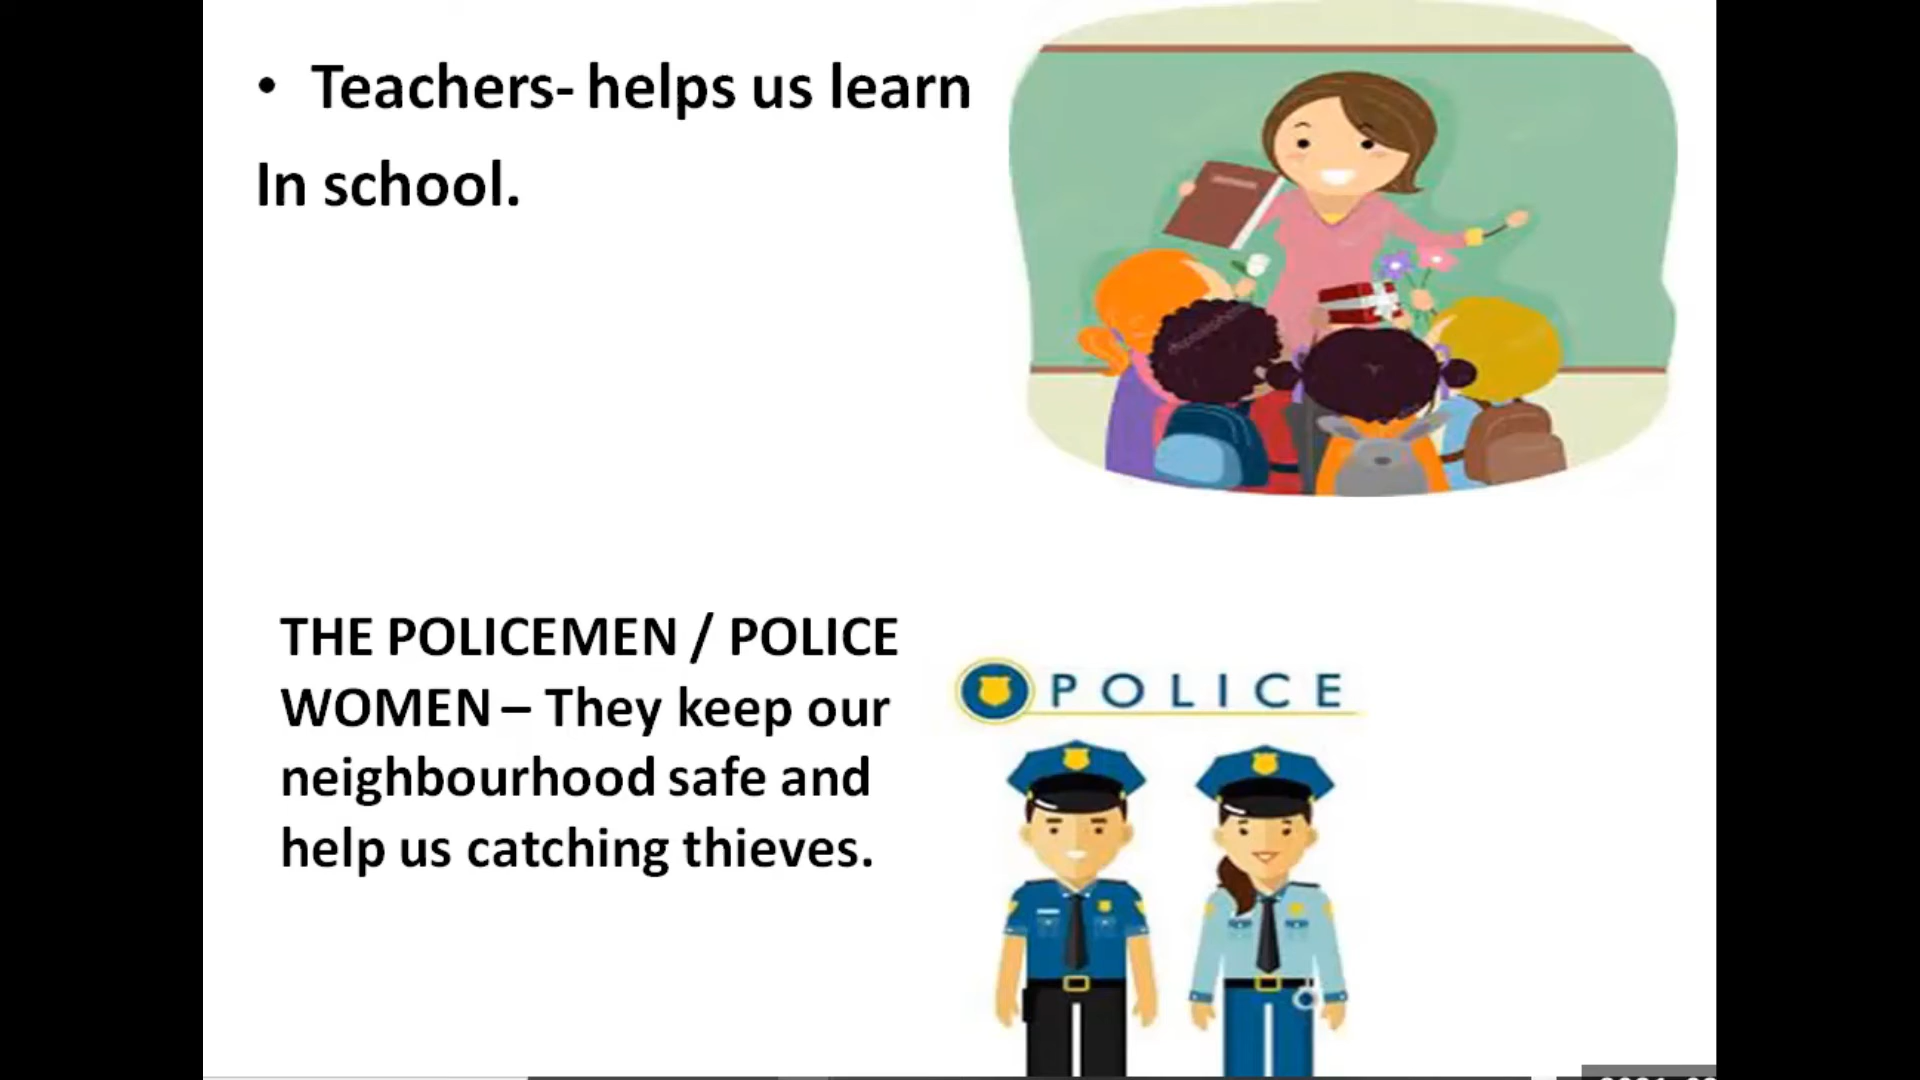 • Teachers- helps us learn
In school.
THE POLICEMEN / POLICE
WOMEN – They keep our
neighbourhood safe and
help us catching thieves.
POLICE